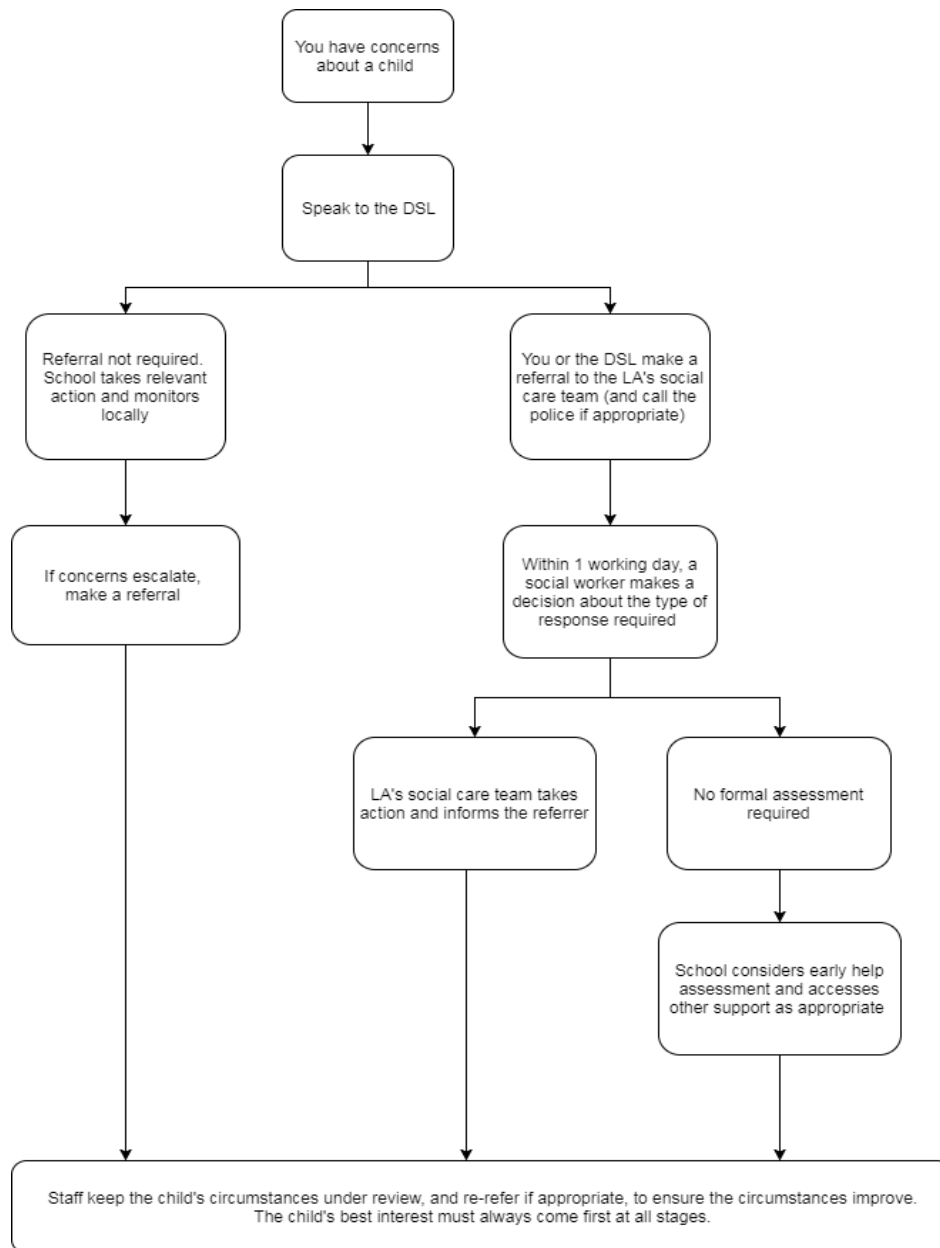 You have concerns
about a child
Speak to the DSL
Referral not required.
School takes relevant
action and monitors
locally
You or the DSL make a
referral to the LA's social
care team (and call the
police if appropriate)
If concerns escalate,
make a referral
Within 1 working day, a
social worker makes a
decision about the type of
response required
LA's social care team takes
action and informs the referrer
No formal assessment
required
School considers early help
assessment and accesses
other support as appropriate
Staff keep the child's circumstances under review, and re-refer if appropriate, to ensure the circumstances improve.
The child's best interest must always come first at all stages.